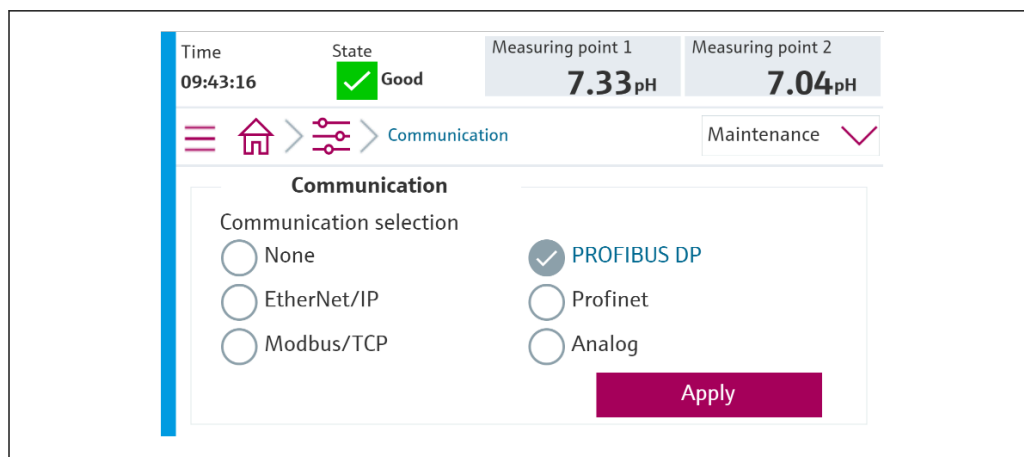 Time
09:43:16
State
Good
Measuring point 1
7.33pH
Measuring point 2
7.04pH
Communication
Maintenance
Communication
Communication selection
None
PROFIBUS DP
EtherNet/IP
Profinet
Modbus/TCP
Analog
Apply